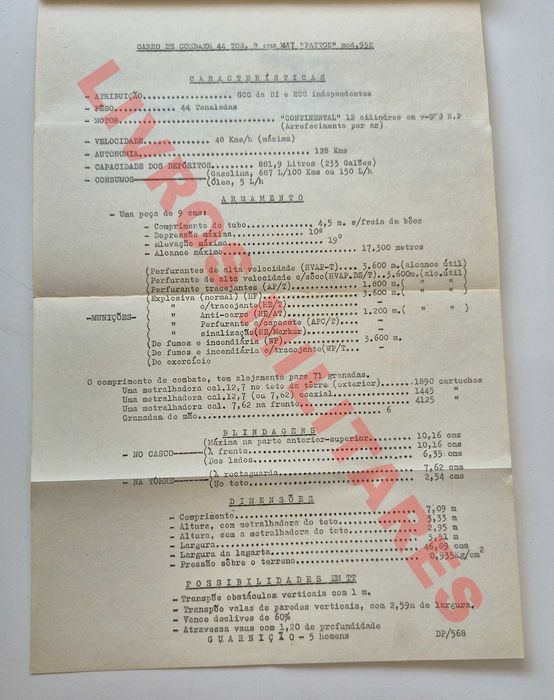 CARRO DE COMBATE 44 TON, 9 cms M47 "PATTON" mod.952
CARACTERÍSTICAS
- ATRIBUIÇÃO.................... GCC da DI e ECC independentes
- PÊSO............ 44 Toneladas
- MOTOR.................... "CONTINENTAL" 12 cilindros em v-810 H.P
(Arrefecimento por ar)
- VELOCIDADE................ 48 Kms/h (máxima)
- AUTONOMIA............................ 128 Kms
- CAPACIDADE DOS DEPÓSITOS........... 881,9 Litros (235 Galões)
- CONSUMOS----------------(Gasolina, 687 L/100 Kms ou 150 L/h
(Óleo, 5 L/h
ARMAMENTO
- Uma peça de 9 cms:
- Comprimento do tubo............ 4,5 m. s/freio de bôca
- Depressão máxima............ 10º
- Elevação máxima................ 19º
- Alcance máximo........................ 17.300 metros
(Perfurantes de alta velocidade (HVAP-T).... 3.600 m.(alcance útil)
(Perfurante de alta velocidade c/sôco(HVAP.DS/T).3.600m.(alc.útil)
(Perfurante tracejantes (AP/T)............. 1.800 m.( " " )
(Explosiva (normal) (HF)................... 3.600 m.( " " )
( " c/tracejante(HE/T)............... -
-MUNIÇÕES- ( " Anti-carro (HE/AT)............... 1.200 m.( " " )
( " Perfurante c/capacete (APC/T)..... -
( " sinalização(HE/Marker)........... -
(De fumos e incendiária (WP)............... 3.600 m.
(De fumos e incendiária c/tracejante(WP/T... -
(De exercício -
O comprimento de combate, tem alojamento para 71 granadas.
Uma metralhadora cal.12,7 no teto da tôrre (exterior)......1890 cartuchos
Uma metralhadora cal.12,7 (ou 7,62) coaxial............1445 "
Uma metralhadora cal. 7,62 na frente................4125 "
Granadas de mão.......................... 6
BLINDAGENS
(Máxima na parte anterior-superior...... 10,16 cms
- NO CASCO-------(À frente.............................. 10,16 cms
(Dos lados............................. 6,35 cms
- NA TÔRRE-------(À rectaguarda......................... 7,62 cms
(No teto............................... 2,54 cms
DIMENSÕES
- Comprimento.............................. 7,09 m
- Altura, com metralhadora do teto......... 3,33 m
- Altura, sem a metralhadora do teto....... 2,95 m
- Largura.................................. 3,51 m
- Largura da lagarta....................... 46,89 cms
- Pressão sôbre o terreno.................. 0,935Kg/cm2
POSSIBILIDADES EM TT
- Transpõe obstáculos verticais com 1 m.
- Transpõe valas de paredes verticais, com 2,59m de largura.
- Vence declives de 60%
- Atravessa vaus com 1,20 de profundidade
GUARNIÇÃO - 5 homens DP/568
LIVROS MILITARES